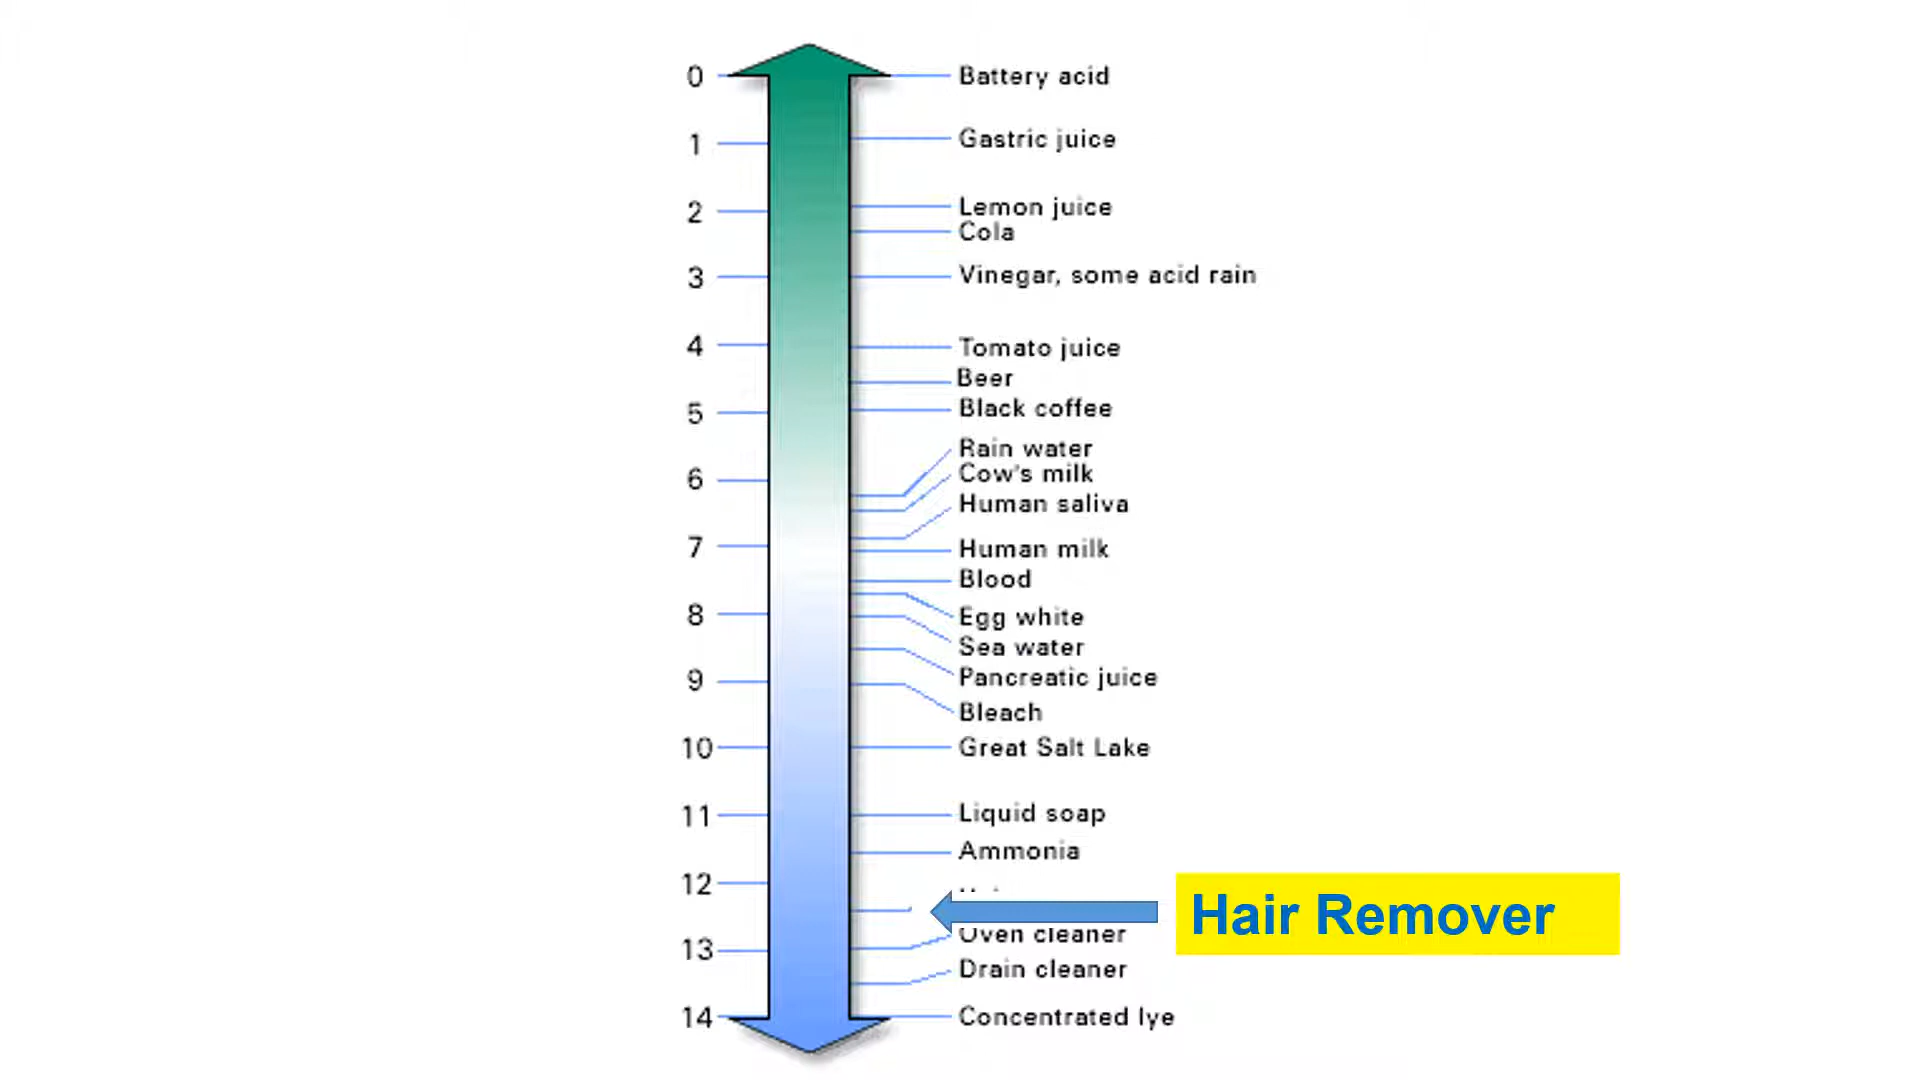 0 Battery acid
1 Gastric juice
2 Lemon juice
Cola
3 Vinegar, some acid rain
4 Tomato juice
Beer
5 Black coffee
Rain water
6 Cow's milk
Human saliva
7 Human milk
Blood
8 Egg white
Sea water
9 Pancreatic juice
Bleach
10 Great Salt Lake
11 Liquid soap
Ammonia
12
Hair Remover
13 Oven cleaner
Drain cleaner
14 Concentrated lye